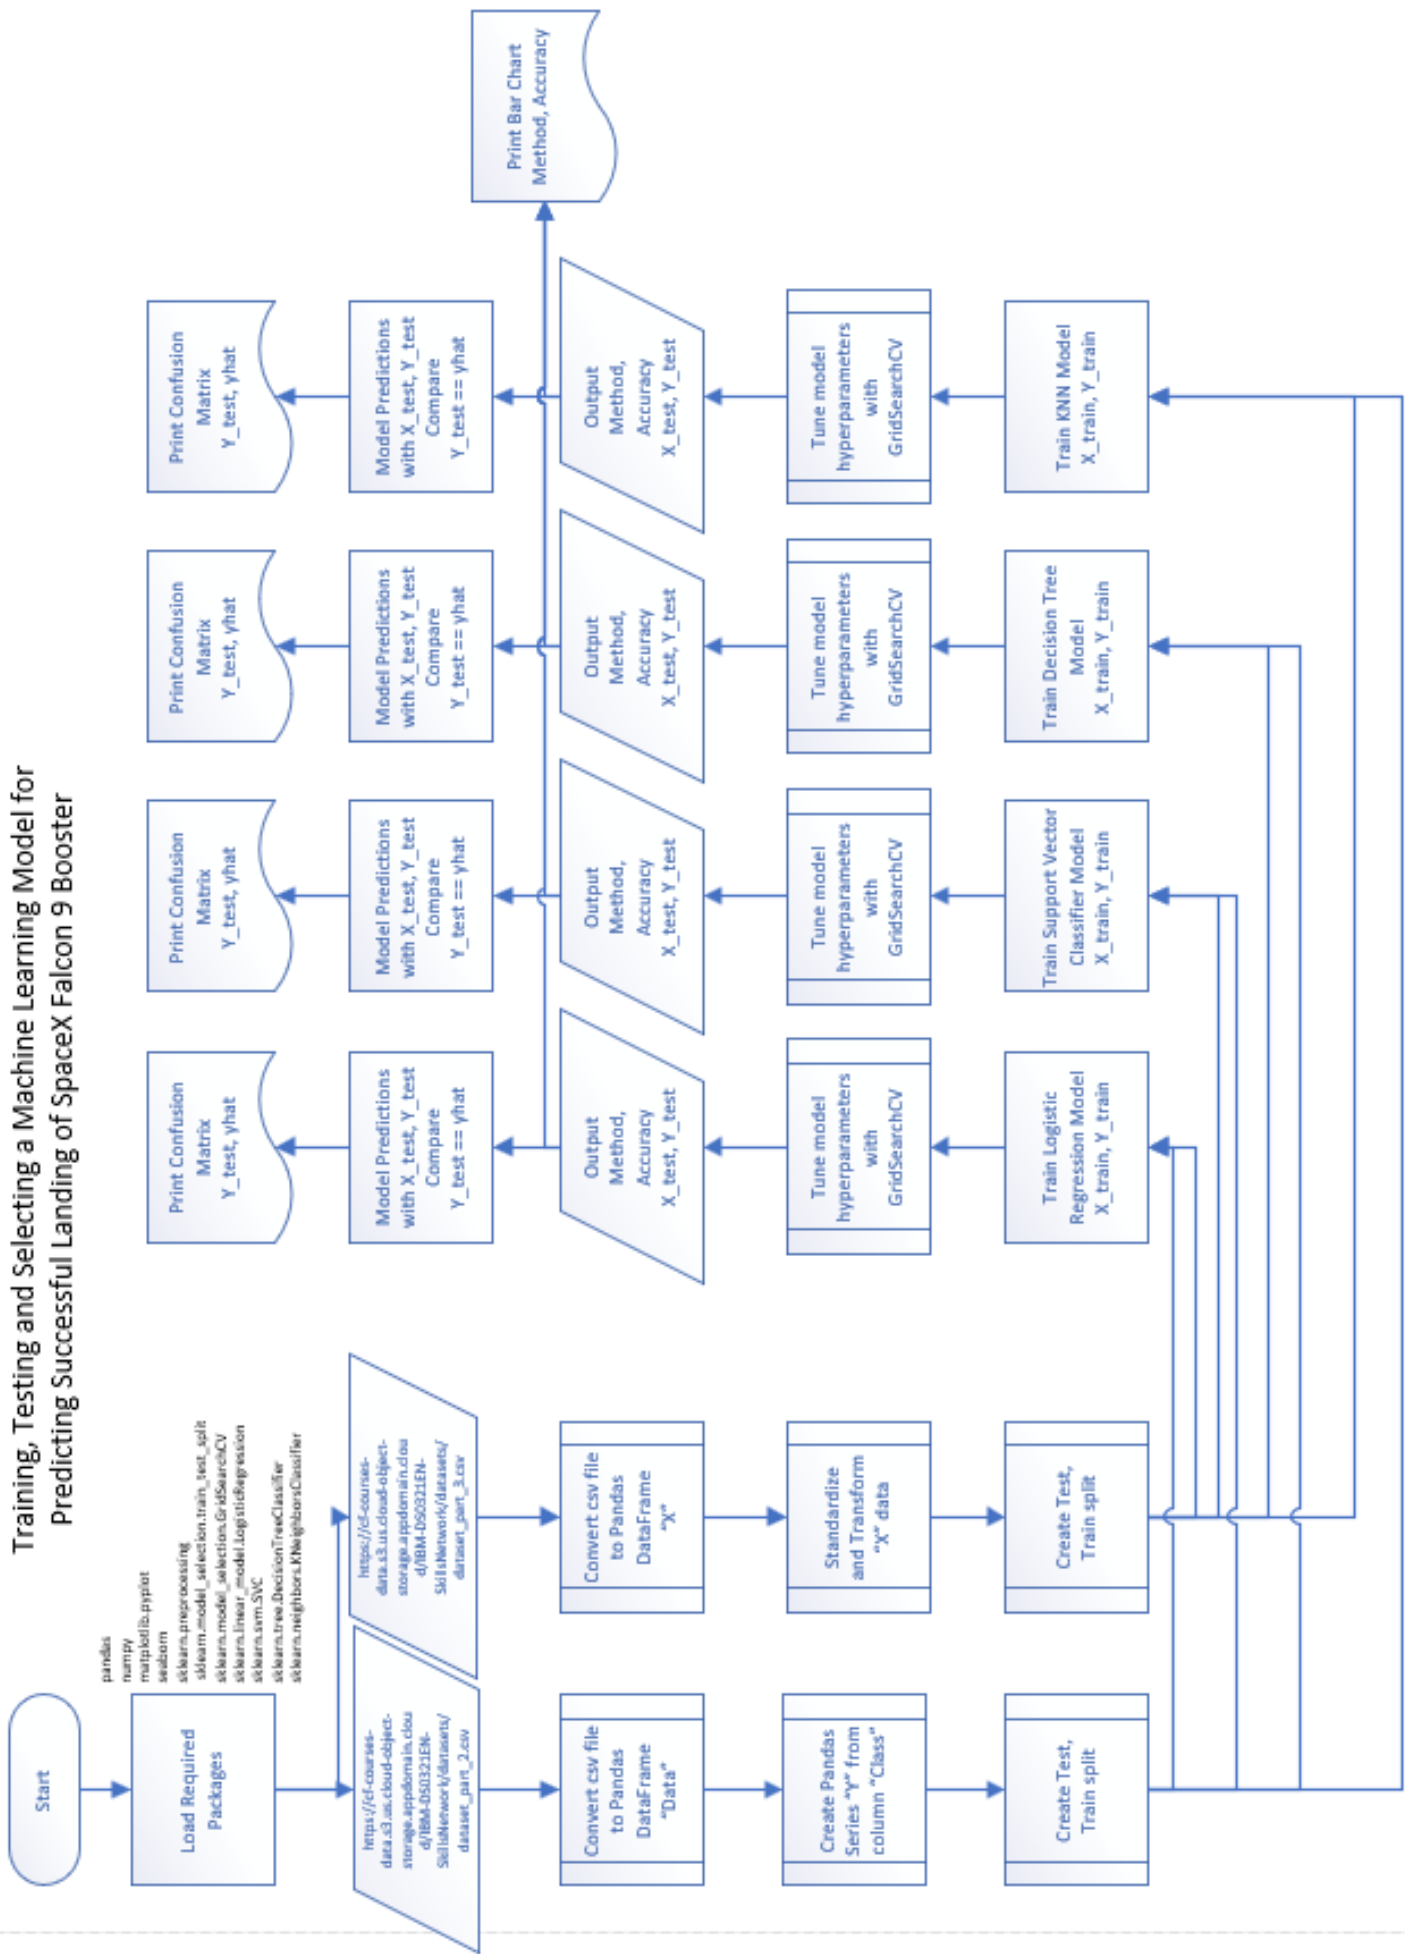 Training, Testing and Selecting a Machine Learning Model for
Predicting Successful Landing of SpaceX Falcon 9 Booster
Start
Load Required
Packages
pandas
numpy
matplotlib.pyplot
seaborn
sklearn.preprocessing
sklearn.model_selection.train_test_split
sklearn.model_selection.GridSearchCV
sklearn.linear_model.LogisticRegression
sklearn.svm.SVC
sklearn.tree.DecisionTreeClassifier
sklearn.neighbors.KNeighborsClassifier
https://cf-courses-
data.s3.us.cloud-object-
storage.appdomain.clou
d/IBM-DS0321EN-
SkillsNetwork/datasets/
dataset_part_2.csv
Convert csv file
to Pandas
DataFrame
"Data"
Create Pandas
Series "Y" from
column "Class"
Create Test,
Train split
https://cf-courses-
data.s3.us.cloud-object-
storage.appdomain.clou
d/IBM-DS0321EN-
SkillsNetwork/datasets/
dataset_part_3.csv
Convert csv file
to Pandas
DataFrame
"X"
Standardize
and Transform
"X" data
Create Test,
Train split
Train Logistic
Regression Model
X_train, Y_train
Tune model
hyperparameters
with
GridSearchCV
Output
Method,
Accuracy
X_test, Y_test
Model Predictions
with X_test, Y_test
Compare
Y_test == yhat
Print Confusion
Matrix
Y_test, yhat
Train Support Vector
Classifier Model
X_train, Y_train
Tune model
hyperparameters
with
GridSearchCV
Output
Method,
Accuracy
X_test, Y_test
Model Predictions
with X_test, Y_test
Compare
Y_test == yhat
Print Confusion
Matrix
Y_test, yhat
Train Decision Tree
Model
X_train, Y_train
Tune model
hyperparameters
with
GridSearchCV
Output
Method,
Accuracy
X_test, Y_test
Model Predictions
with X_test, Y_test
Compare
Y_test == yhat
Print Confusion
Matrix
Y_test, yhat
Train KNN Model
X_train, Y_train
Tune model
hyperparameters
with
GridSearchCV
Output
Method,
Accuracy
X_test, Y_test
Model Predictions
with X_test, Y_test
Compare
Y_test == yhat
Print Confusion
Matrix
Y_test, yhat
Print Bar Chart
Method, Accuracy